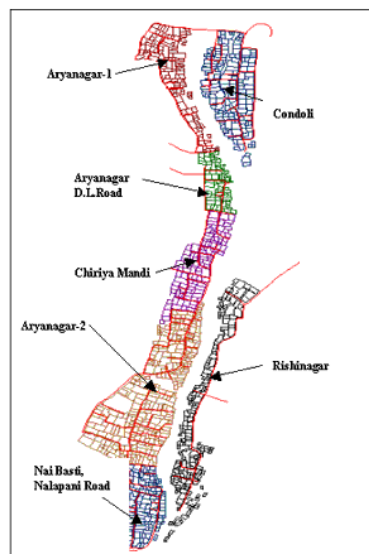 Aryanagar-1
Condoli
Aryanagar
D.L.Road
Chiriya Mandi
Aryanagar-2
Rishinagar
Nai Basti,
Nalapani Road